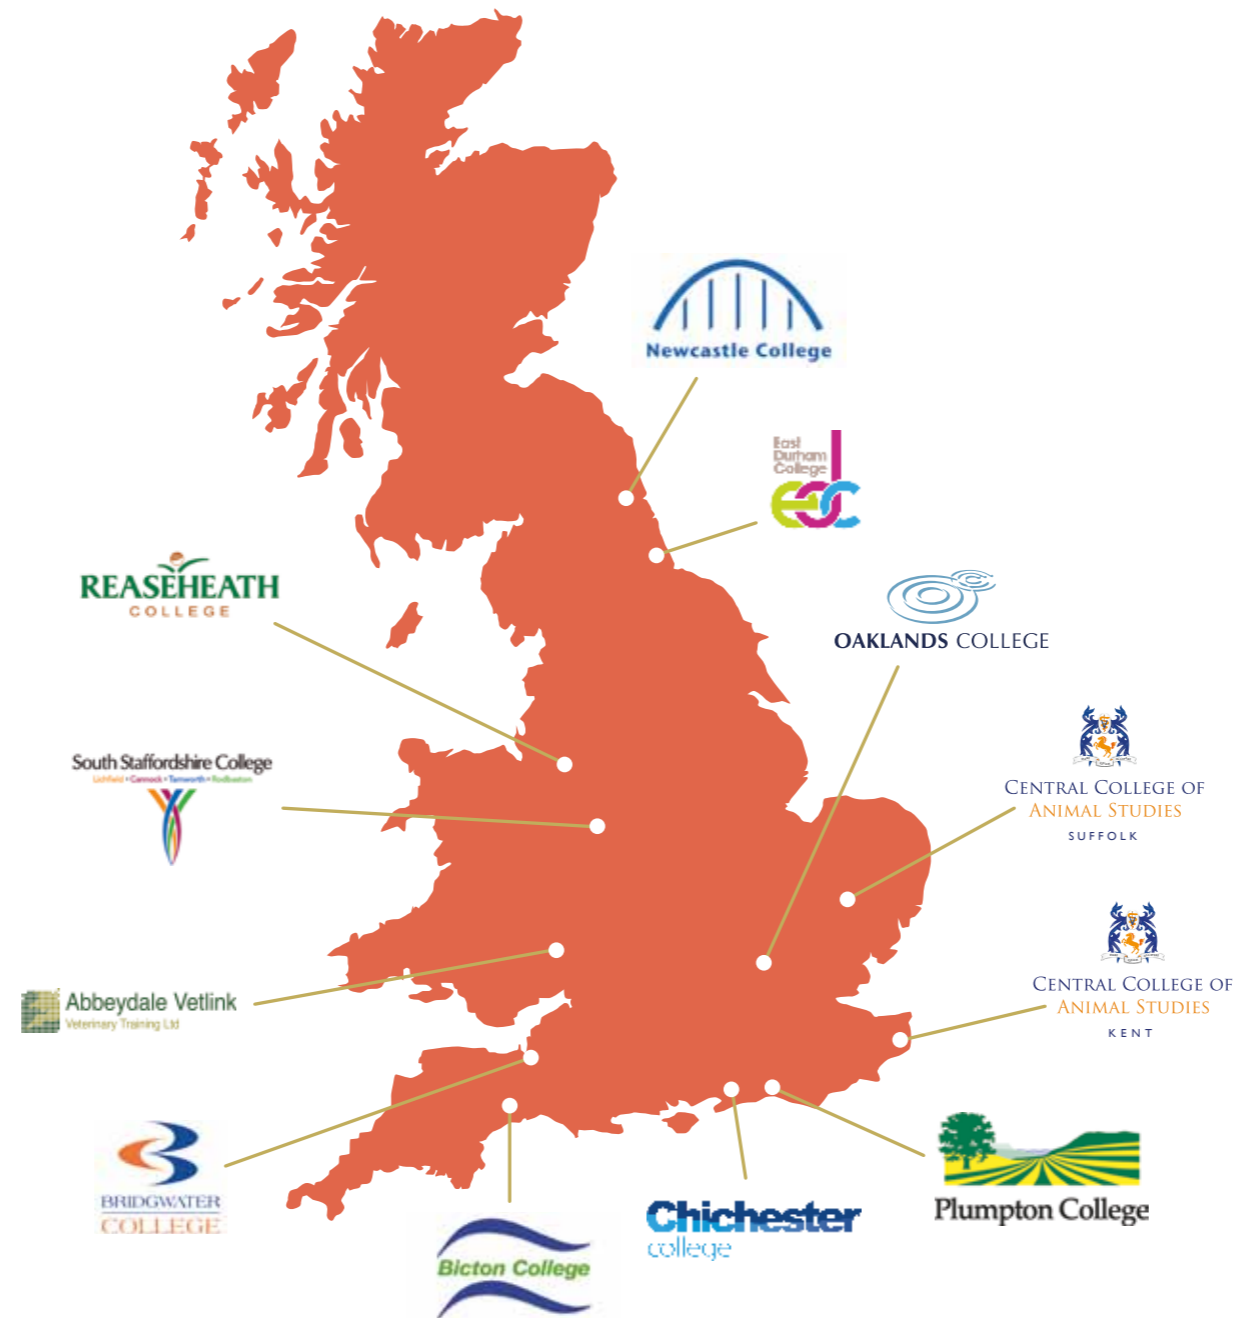 Newcastle College
East
Durham
College
edc
REASEHEATH
COLLEGE
OAKLANDS COLLEGE
South Staffordshire College
Lichfield • Cannock • Tamworth • Rodbaston
CENTRAL COLLEGE OF
ANIMAL STUDIES
SUFFOLK
CENTRAL COLLEGE OF
ANIMAL STUDIES
KENT
Abbeydale Vetlink
Veterinary Training Ltd
BRIDGWATER
COLLEGE
Bicton College
Chichester
college
Plumpton College